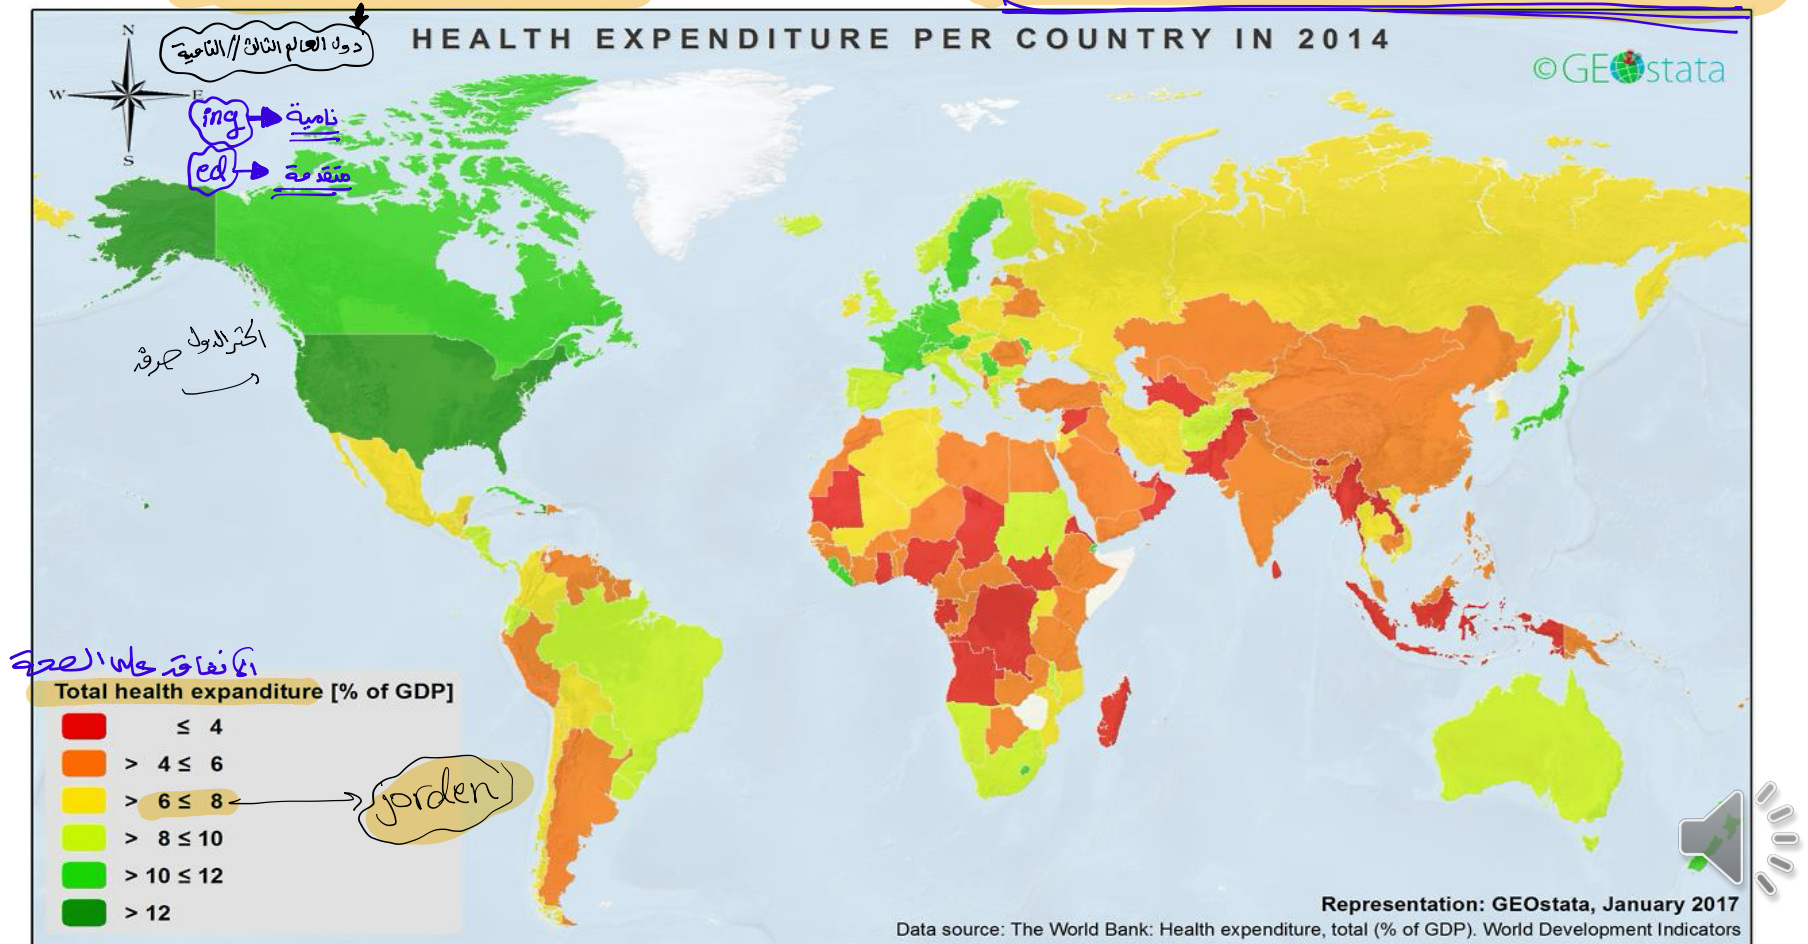 N
W
E
S
دول العالم الثالث // النامية
HEALTH EXPENDITURE PER COUNTRY IN 2014
©GEOstata
ing → نامية
ed → متقدمة
اكثر الدول صرفة
الانفاق على الصحة
Total health expanditure [% of GDP]
≤ 4
> 4 ≤ 6
> 6 ≤ 8
jorden
> 8 ≤ 10
> 10 ≤ 12
> 12
Representation: GEOstata, January 2017
Data source: The World Bank: Health expenditure, total (% of GDP). World Development Indicators